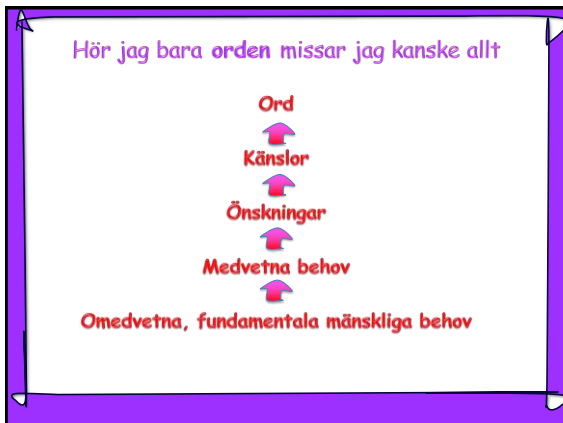 Hör jag bara orden missar jag kanske allt
Ord
Känslor
Önskningar
Medvetna behov
Omedvetna, fundamentala mänskliga behov